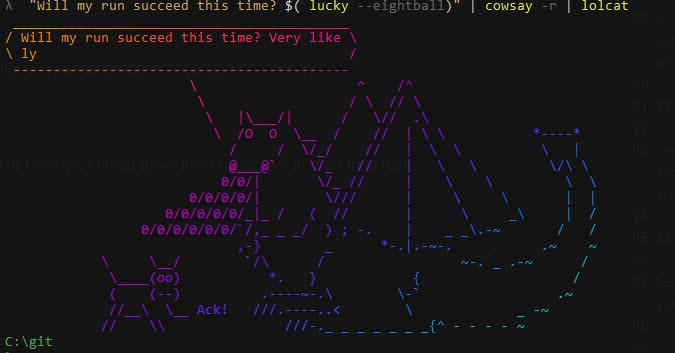 λ "Will my run succeed this time? $( lucky --eightball)" | cowsay -r | lolcat
/ Will my run succeed this time? Very like \
\ ly /
Ack!
C:\git